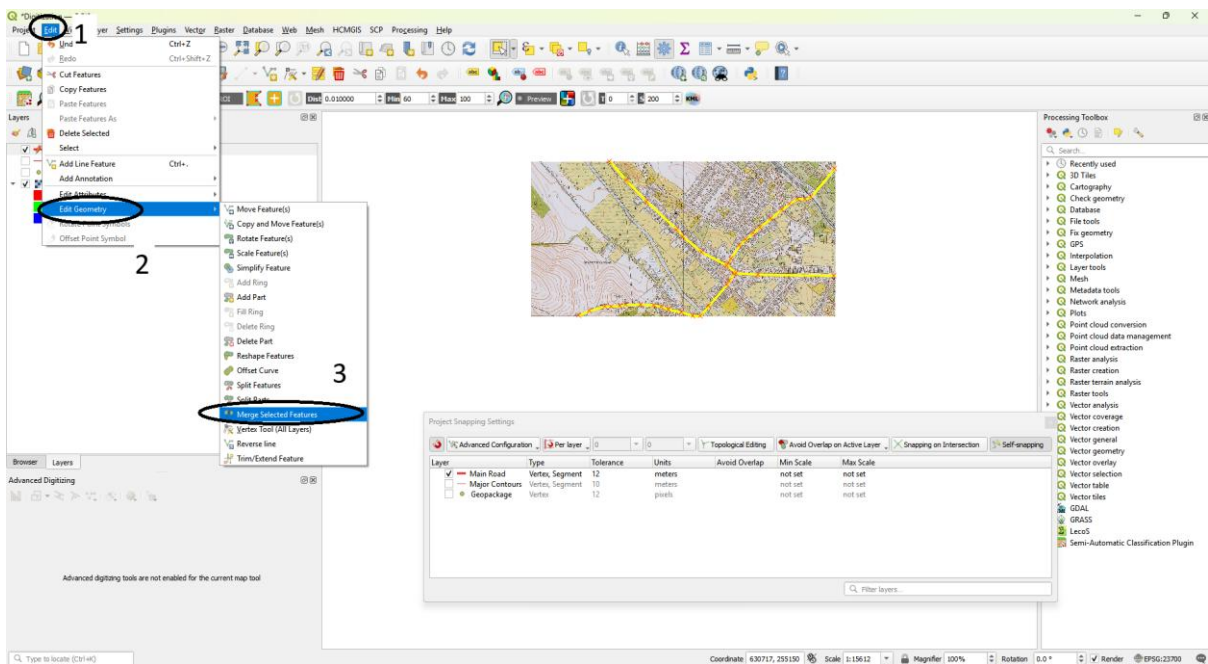 *Digitizing —
Project Edit Layer Settings Plugins Vector Raster Database Web Mesh HCMGIS SCP Processing Help
1
Undo Ctrl+Z
Redo Ctrl+Shift+Z
Cut Features
Copy Features
Paste Features
Paste Features As
Delete Selected
Select
Add Line Feature Ctrl+.
Add Annotation
Edit Attributes
Edit Geometry
Rotate Point Symbols
Offset Point Symbol
2
Dist 0.010000 Min 60 Max 100 Preview T 0 S 200 KML
Layers
Move Feature(s)
Copy and Move Feature(s)
Rotate Feature(s)
Scale Feature(s)
Simplify Feature
Add Ring
Add Part
Fill Ring
Delete Ring
Delete Part
Reshape Features
Offset Curve
Split Features
Split Parts
Merge Selected Features
Vertex Tool (All Layers)
Reverse line
Trim/Extend Feature
3
Browser Layers
Advanced Digitizing
Advanced digitizing tools are not enabled for the current map tool
Project Snapping Settings
Advanced Configuration Per layer 0 0 Topological Editing Avoid Overlap on Active Layer Snapping on Intersection Self-snapping
Layer Type Tolerance Units Avoid Overlap Min Scale Max Scale
Main Road Vertex, Segment 12 meters not set not set
Major Contours Vertex, Segment 10 meters not set not set
Geopackage Vertex 12 pixels not set not set
Filter layers...
Processing Toolbox
Search...
Recently used
3D Tiles
Cartography
Check geometry
Database
File tools
Fix geometry
GPS
Interpolation
Layer tools
Mesh
Metadata tools
Network analysis
Plots
Point cloud conversion
Point cloud data management
Point cloud extraction
Raster analysis
Raster creation
Raster terrain analysis
Raster tools
Vector analysis
Vector coverage
Vector creation
Vector general
Vector geometry
Vector overlay
Vector selection
Vector table
Vector tiles
GDAL
GRASS
LecoS
Semi-Automatic Classification Plugin
Type to locate (Ctrl+K) Coordinate 630717, 255150 Scale 1:15612 Magnifier 100% Rotation 0.0 ° Render EPSG:23700